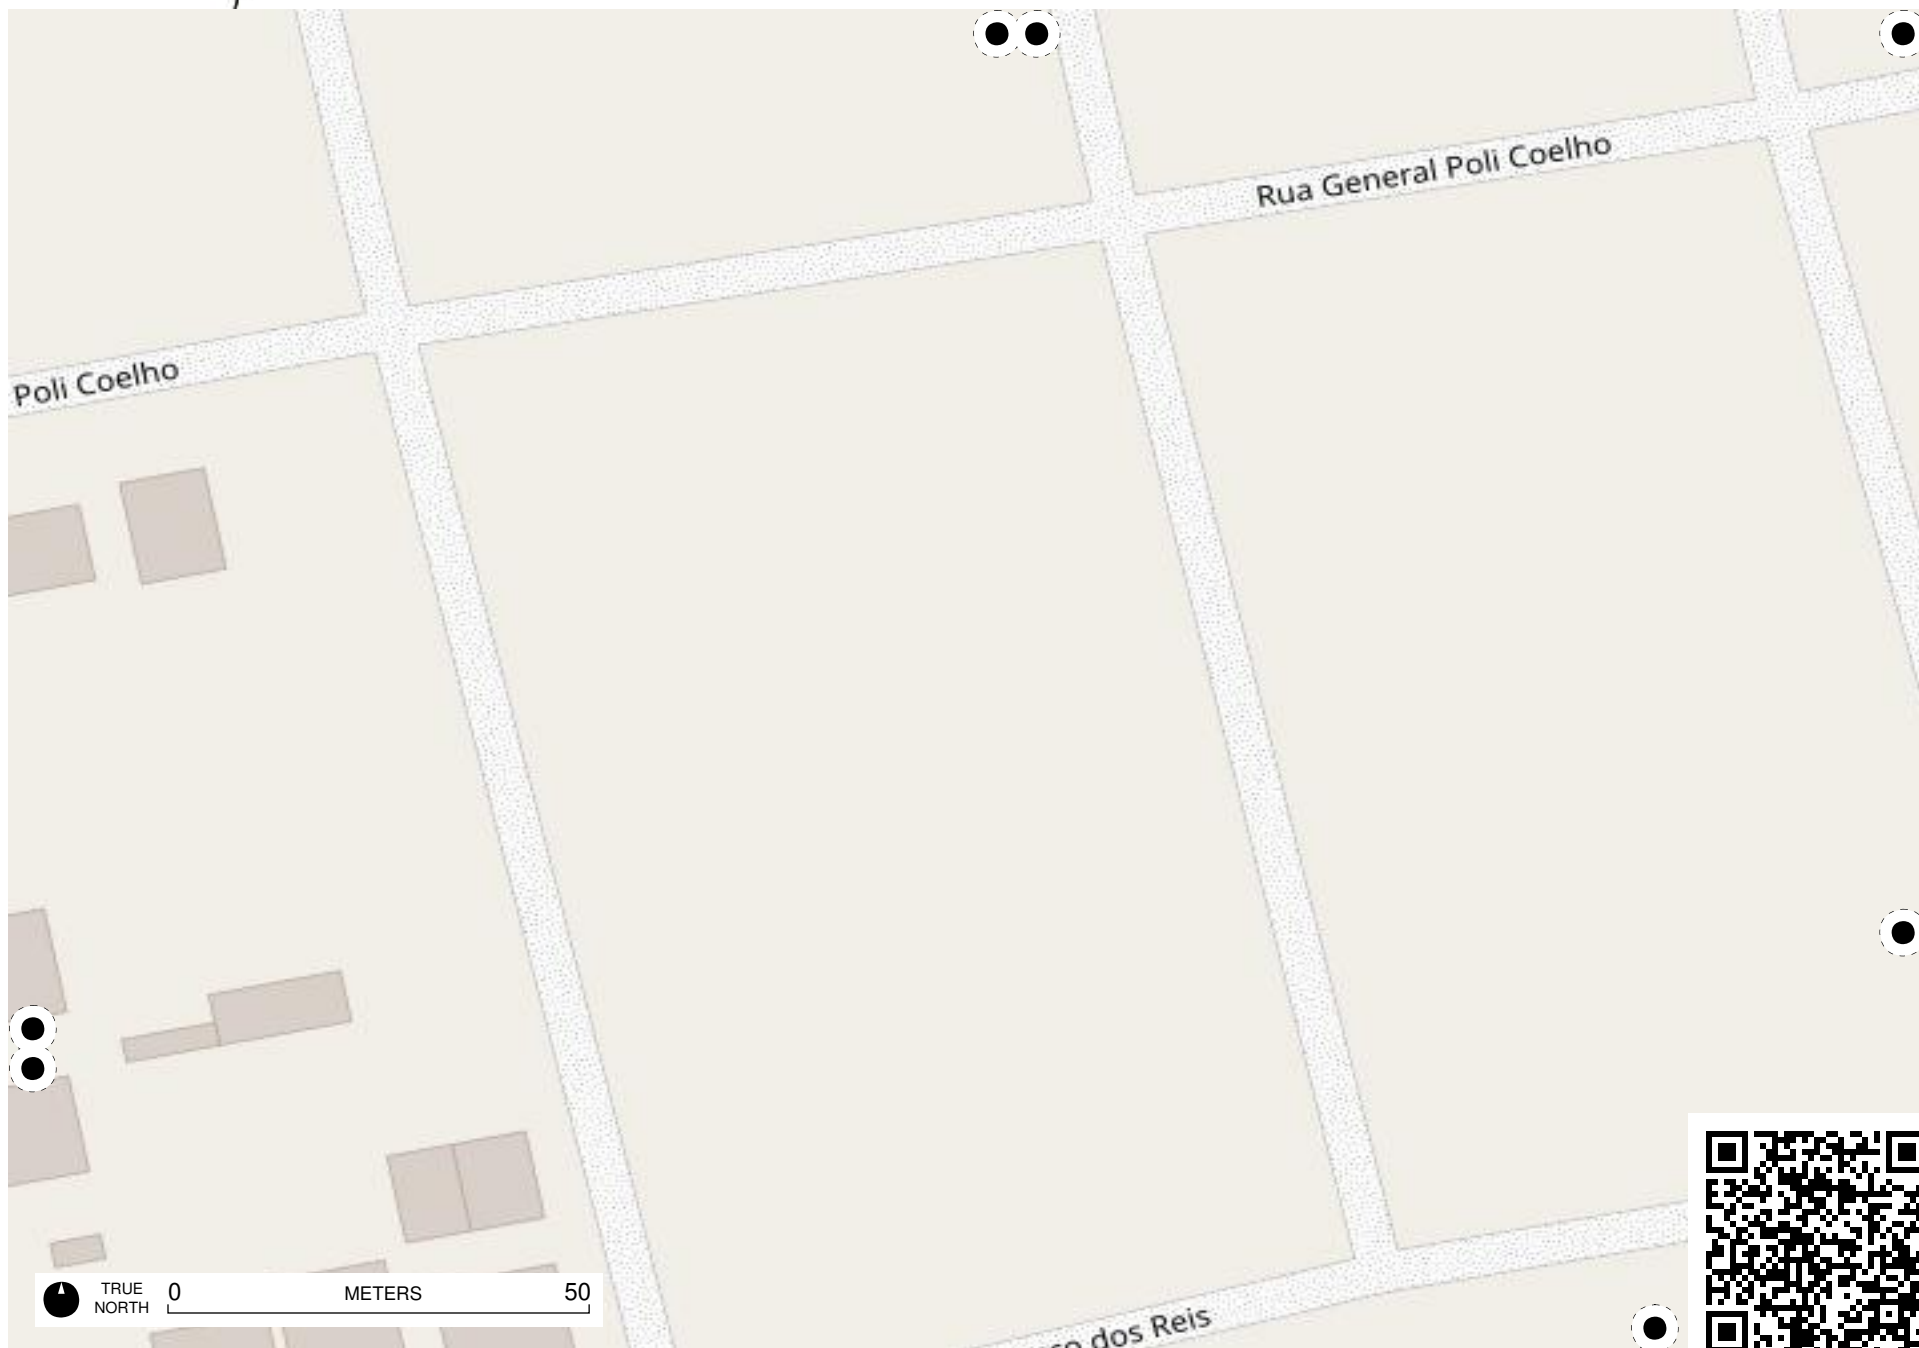 Rua General Poli Coelho
Poli Coelho
TRUE
NORTH
0 METERS 50
dos Reis